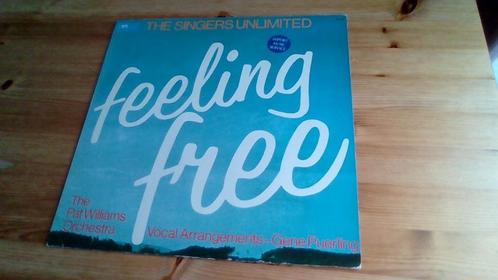 THE SINGERS UNLIMITED
feeling
free
The
Pat Williams
Orchestra
Vocal Arrangements-Gene Puerling